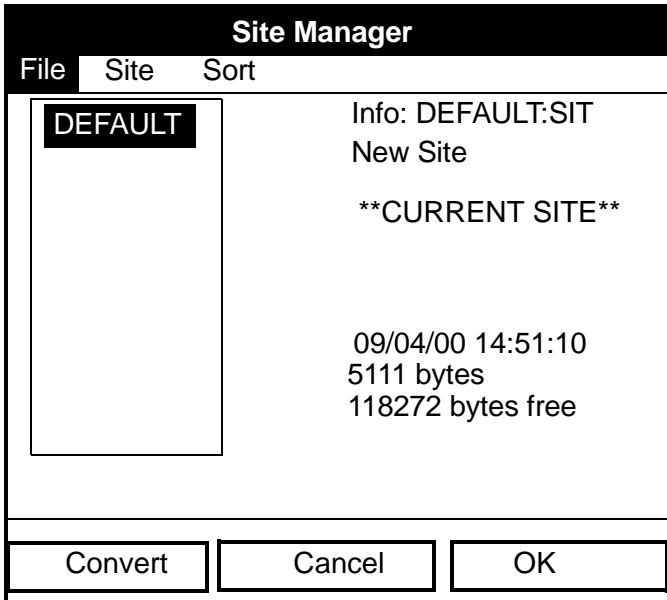 Site Manager
File Site Sort
DEFAULT
Info: DEFAULT:SIT
New Site
**CURRENT SITE**
09/04/00 14:51:10
5111 bytes
118272 bytes free
Convert Cancel OK